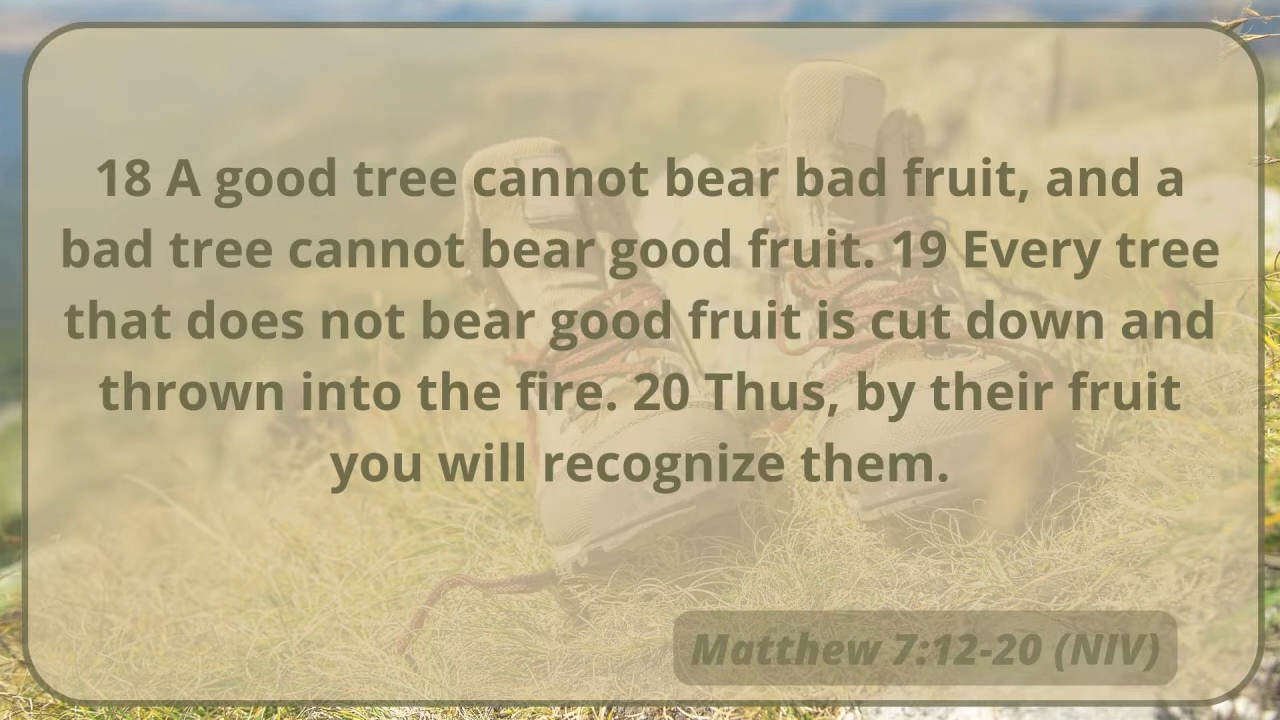 18 A good tree cannot bear bad fruit, and a
bad tree cannot bear good fruit. 19 Every tree
that does not bear good fruit is cut down and
thrown into the fire. 20 Thus, by their fruit
you will recognize them.
Matthew 7:12-20 (NIV)